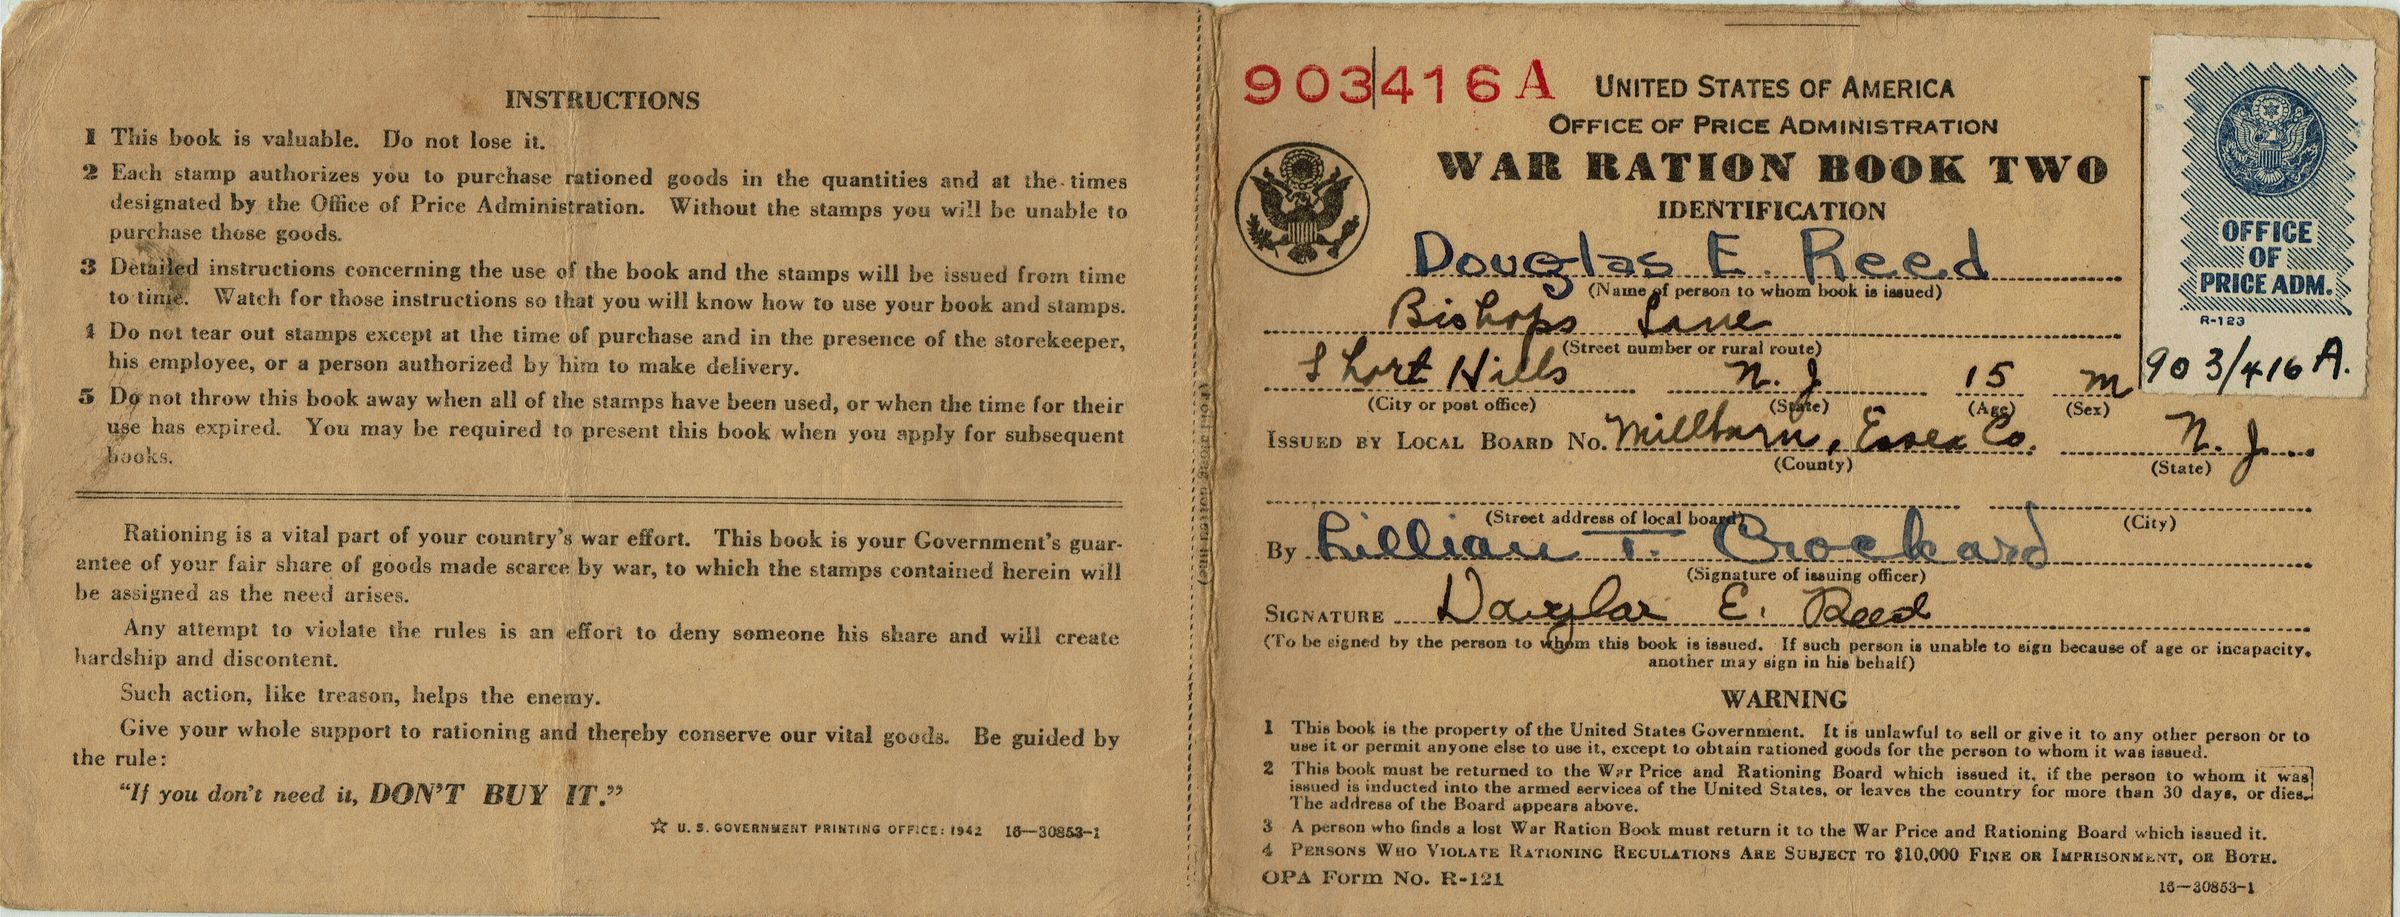 INSTRUCTIONS
1 This book is valuable. Do not lose it.
2 Each stamp authorizes you to purchase rationed goods in the quantities and at the times
designated by the Office of Price Administration. Without the stamps you will be unable to
purchase those goods.
3 Detailed instructions concerning the use of the book and the stamps will be issued from time
to time. Watch for those instructions so that you will know how to use your book and stamps.
4 Do not tear out stamps except at the time of purchase and in the presence of the storekeeper,
his employee, or a person authorized by him to make delivery.
5 Do not throw this book away when all of the stamps have been used, or when the time for their
use has expired. You may be required to present this book when you apply for subsequent
books.
Rationing is a vital part of your country's war effort. This book is your Government's guar-
antee of your fair share of goods made scarce by war, to which the stamps contained herein will
be assigned as the need arises.
Any attempt to violate the rules is an effort to deny someone his share and will create
hardship and discontent.
Such action, like treason, helps the enemy.
Give your whole support to rationing and thereby conserve our vital goods. Be guided by
the rule:
"If you don't need it, DON'T BUY IT."
☆ U. S. GOVERNMENT PRINTING OFFICE: 1942 16—30853-1
903416 A
UNITED STATES OF AMERICA
OFFICE OF PRICE ADMINISTRATION
WAR RATION BOOK TWO
IDENTIFICATION
Douglas E. Reed
(Name of person to whom book is issued)
Bishops Lane
(Street number or rural route)
Short Hills N. J. 15 M
(City or post office) (State) (Age) (Sex)
ISSUED BY LOCAL BOARD NO. Millburn, Essex Co. N. J.
(County) (State)
(Street address of local board) (City)
By Lillian T. Crockard
(Signature of issuing officer)
SIGNATURE Douglas E. Reed
(To be signed by the person to whom this book is issued. If such person is unable to sign because of age or incapacity,
another may sign in his behalf)
WARNING
1 This book is the property of the United States Government. It is unlawful to sell or give it to any other person or to
use it or permit anyone else to use it, except to obtain rationed goods for the person to whom it was issued.
2 This book must be returned to the War Price and Rationing Board which issued it, if the person to whom it was
issued is inducted into the armed services of the United States, or leaves the country for more than 30 days, or dies.
The address of the Board appears above.
3 A person who finds a lost War Ration Book must return it to the War Price and Rationing Board which issued it.
4 PERSONS WHO VIOLATE RATIONING REGULATIONS ARE SUBJECT TO $10,000 FINE OR IMPRISONMENT, OR BOTH.
OPA Form No. R-121
16—30853-1
OFFICE
OF
PRICE ADM.
R-123
903/416 A.